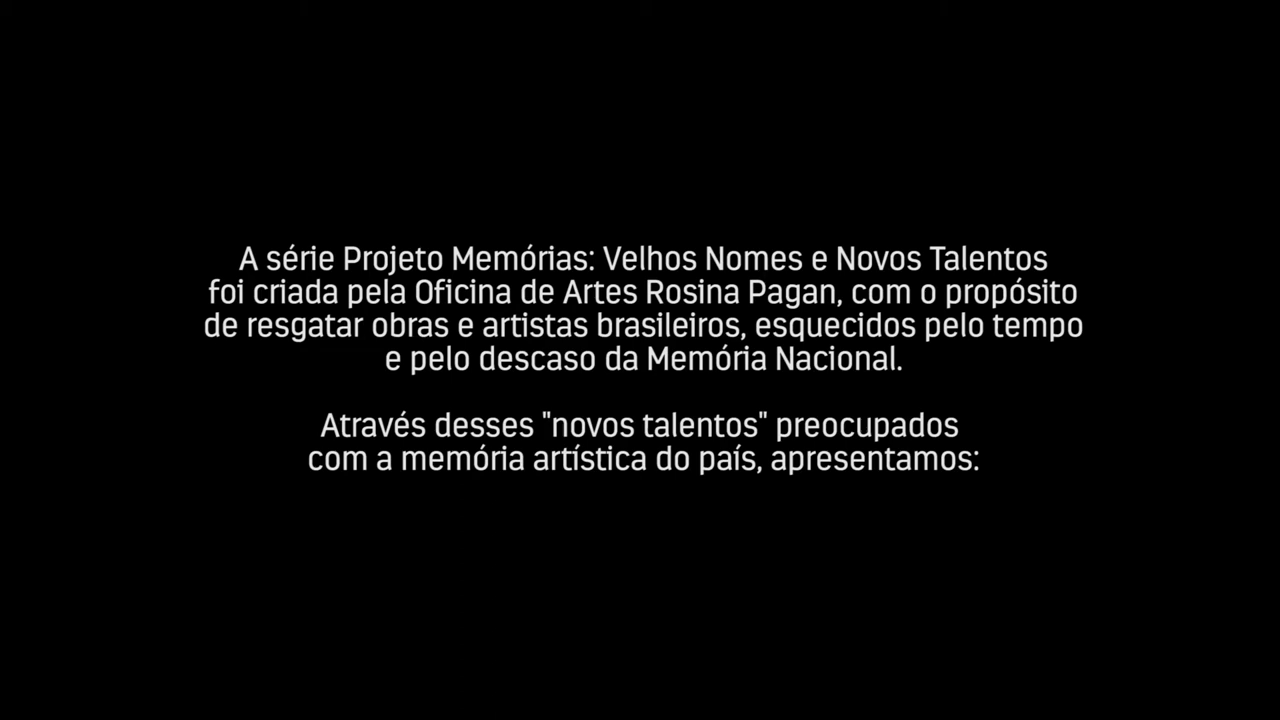 A série Projeto Memórias: Velhos Nomes e Novos Talentos
foi criada pela Oficina de Artes Rosina Pagan, com o propósito
de resgatar obras e artistas brasileiros, esquecidos pelo tempo
e pelo descaso da Memória Nacional.
Através desses "novos talentos" preocupados
com a memória artística do país, apresentamos: